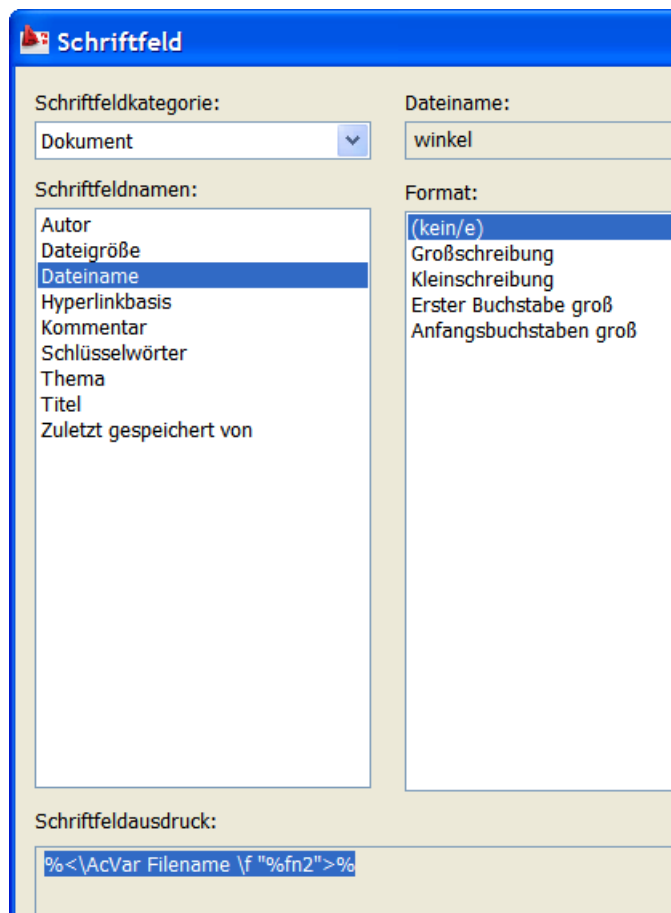 Schriftfeld
Schriftfeldkategorie:
Dokument
Schriftfeldnamen:
Autor
Dateigröße
Dateiname
Hyperlinkbasis
Kommentar
Schlüsselwörter
Thema
Titel
Zuletzt gespeichert von
Dateiname:
winkel
Format:
(kein/e)
Großschreibung
Kleinschreibung
Erster Buchstabe groß
Anfangsbuchstaben groß
Schriftfeldausdruck:
%<\AcVar Filename \f "%fn2">%